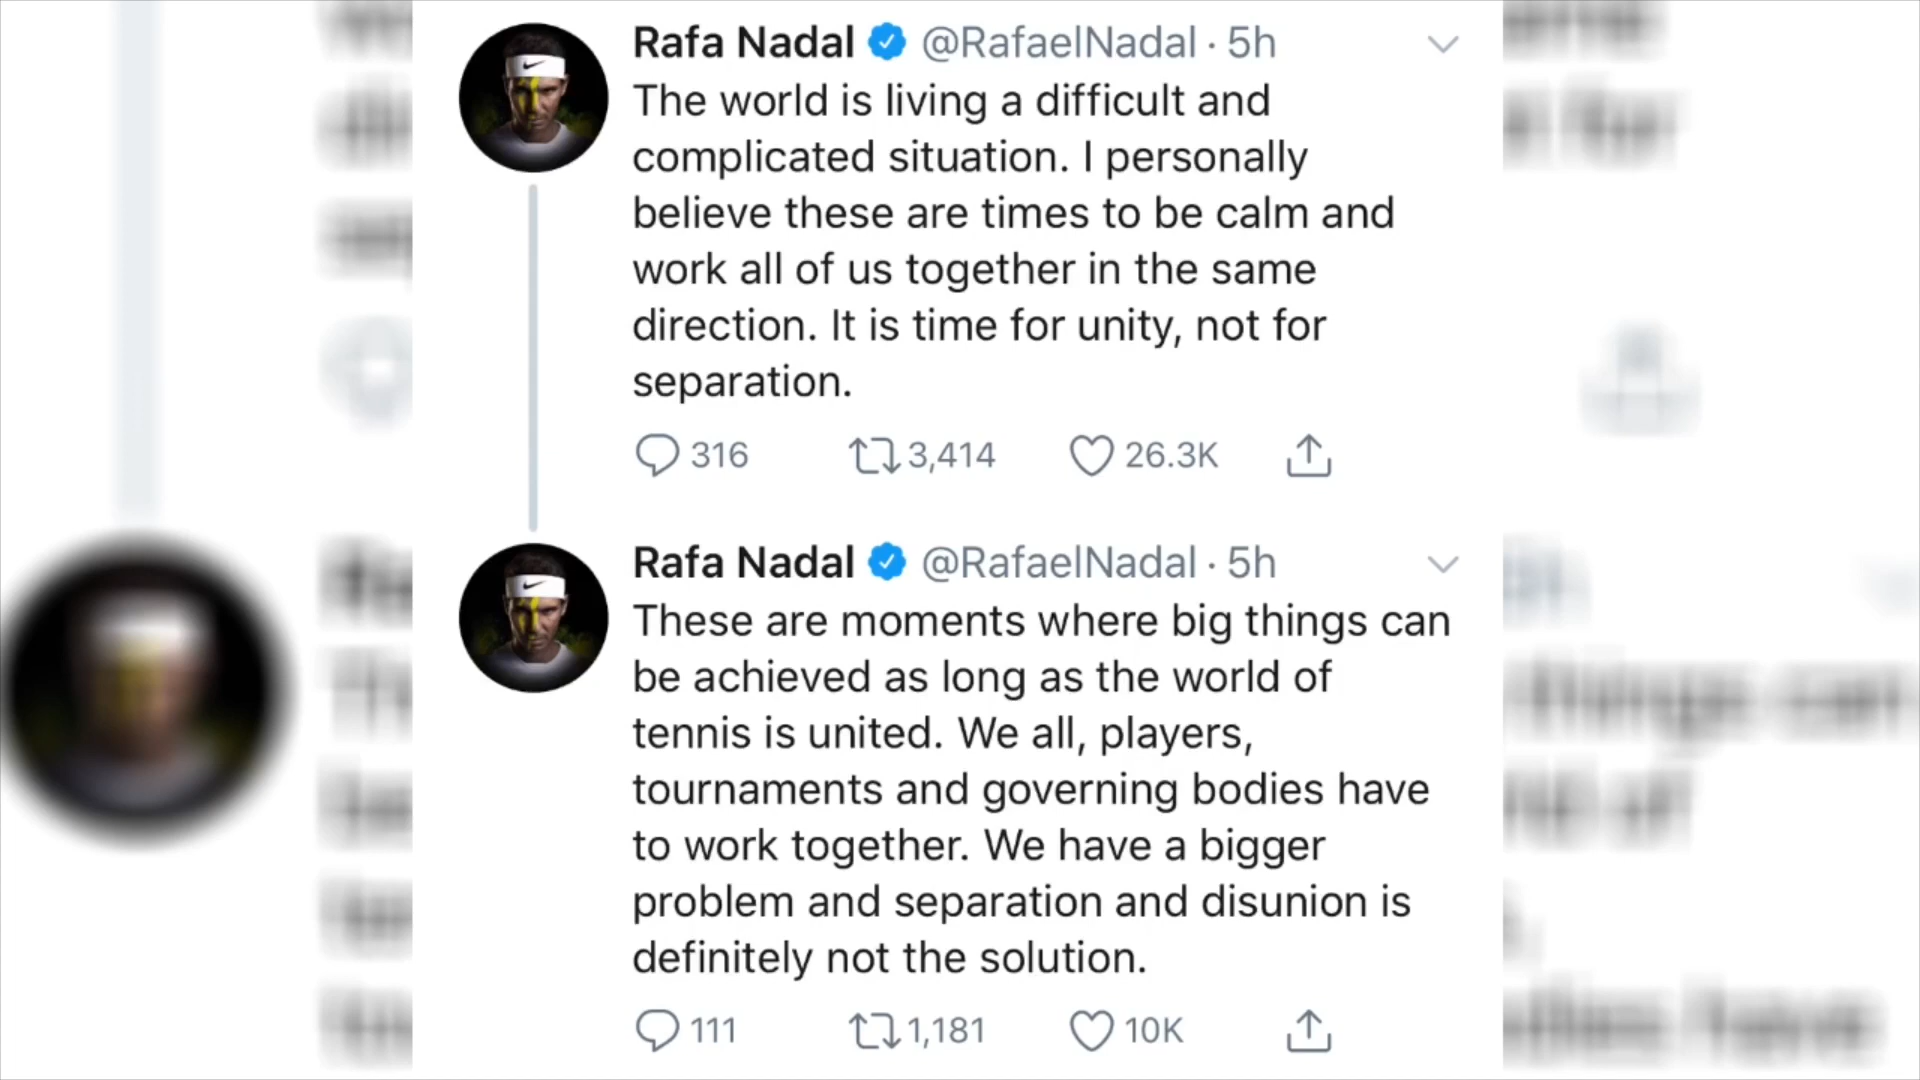 Rafa Nadal @RafaelNadal · 5h
The world is living a difficult and
complicated situation. I personally
believe these are times to be calm and
work all of us together in the same
direction. It is time for unity, not for
separation.
316 3,414 26.3K
Rafa Nadal @RafaelNadal · 5h
These are moments where big things can
be achieved as long as the world of
tennis is united. We all, players,
tournaments and governing bodies have
to work together. We have a bigger
problem and separation and disunion is
definitely not the solution.
111 1,181 10K